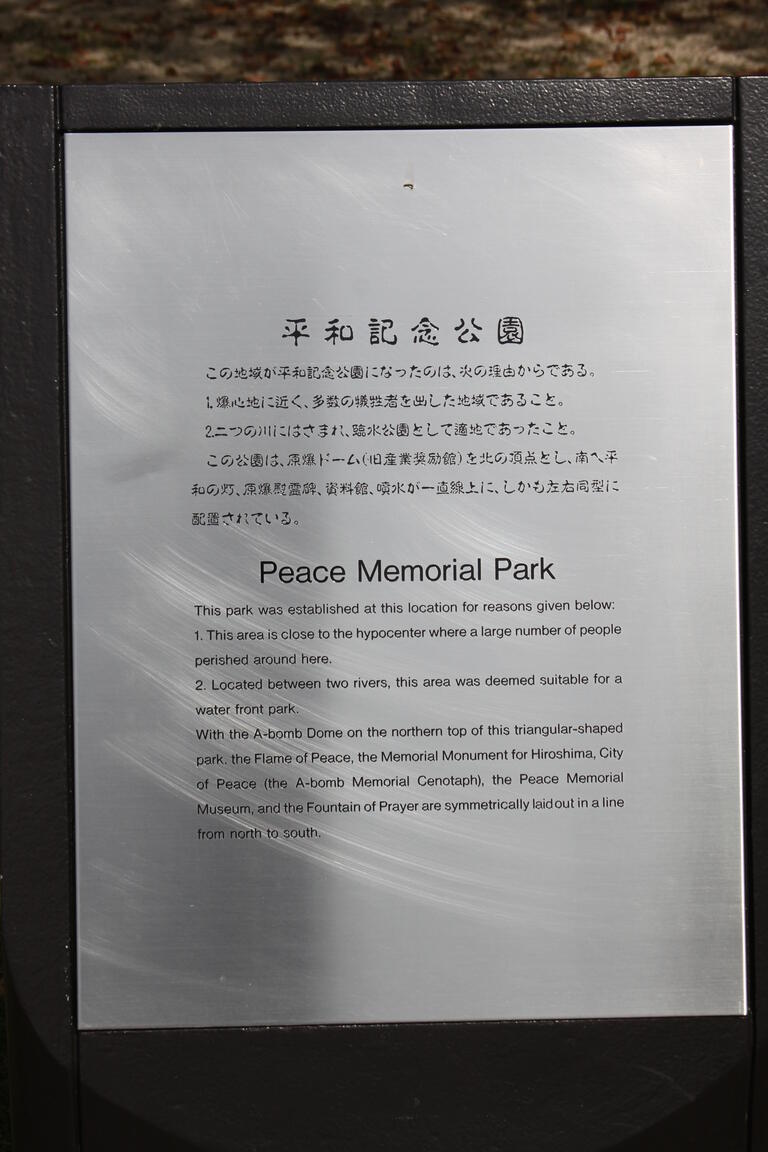 平和記念公園
この地域が平和記念公園になったのは、次の理由からである。
1.爆心地に近く、多数の犠牲者を出した地域であること。
2.二つの川にはさまれ、臨水公園として適地であったこと。
この公園は、原爆ドーム(旧産業奨励館)を北の頂点とし、南へ平
和の灯、原爆慰霊碑、資料館、噴水が一直線上に、しかも左右同型に
配置されている。
Peace Memorial Park
This park was established at this location for reasons given below:
1. This area is close to the hypocenter where a large number of people
perished around here.
2. Located between two rivers, this area was deemed suitable for a
water front park.
With the A-bomb Dome on the northern top of this triangular-shaped
park. the Flame of Peace, the Memorial Monument for Hiroshima, City
of Peace (the A-bomb Memorial Cenotaph), the Peace Memorial
Museum, and the Fountain of Prayer are symmetrically laid out in a line
from north to south.